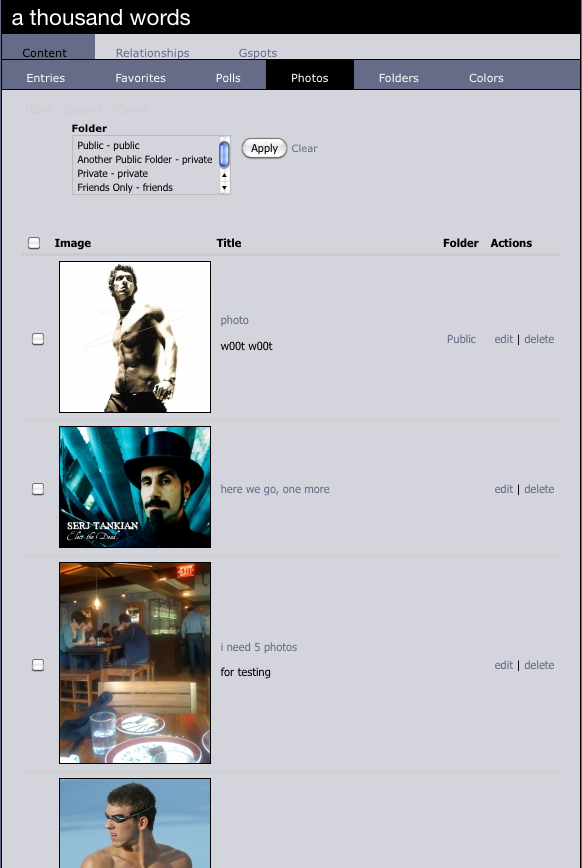 a thousand words
Content Relationships Gspots
Entries Favorites Polls Photos Folders Colors
[Edit] [Export] [Clone]
Folder
Public - public
Another Public Folder - private
Private - private
Friends Only - friends
Apply Clear
Image Title Folder Actions
photo
w00t w00t
Public edit | delete
SERJ TANKIAN
Elect the Dead
here we go, one more edit | delete
EXIT
i need 5 photos
for testing
edit | delete